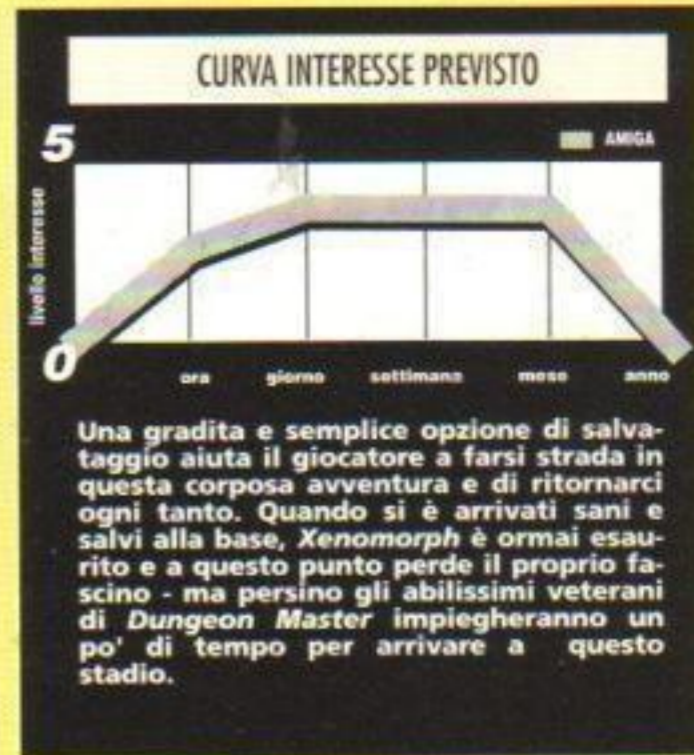 CURVA INTERESSE PREVISTO
5
AMIGA
livello interesse
0
ora giorno settimana mese anno
Una gradita e semplice opzione di salva-
taggio aiuta il giocatore a farsi strada in
questa corposa avventura e di ritornarci
ogni tanto. Quando si è arrivati sani e
salvi alla base, Xenomorph è ormai esau-
rito e a questo punto perde il proprio fa-
scino - ma persino gli abilissimi veterani
di Dungeon Master impiegheranno un
po' di tempo per arrivare a questo
stadio.